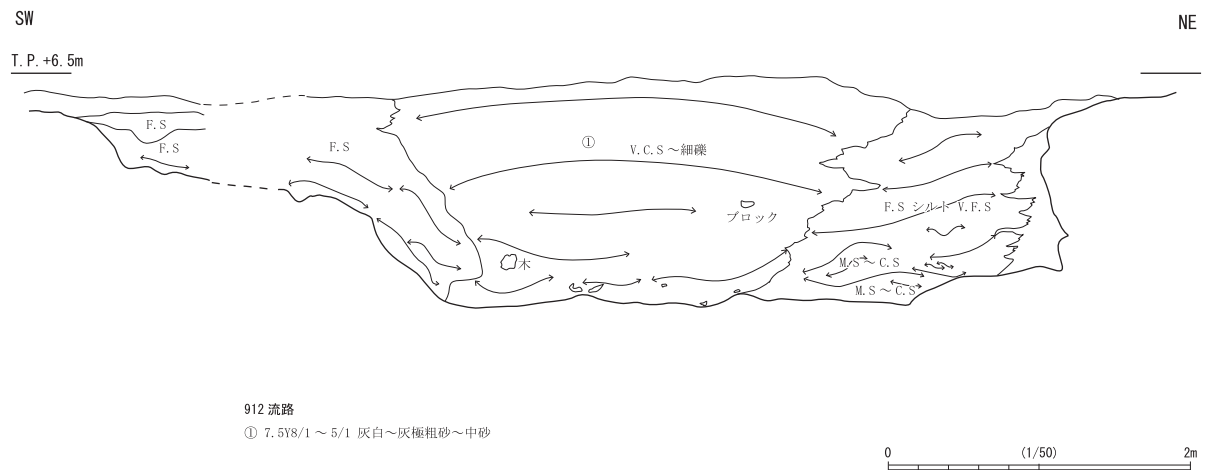 SW
NE
T.P.+6.5m
F.S
F.S
F.S
①
V.C.S～細礫
ブロック
F.S シルト V.F.S
木
M.S～C.S
M.S～C.S
912 流路
① 7.5Y8/1～5/1 灰白～灰極粗砂～中砂
0 (1/50) 2m